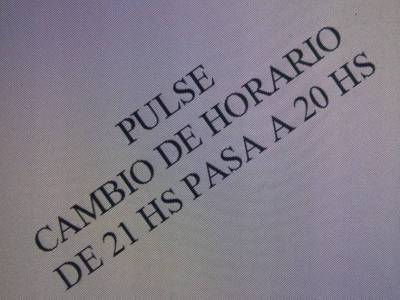 PULSE
CAMBIO DE HORARIO
DE 21 HS PASA A 20 HS